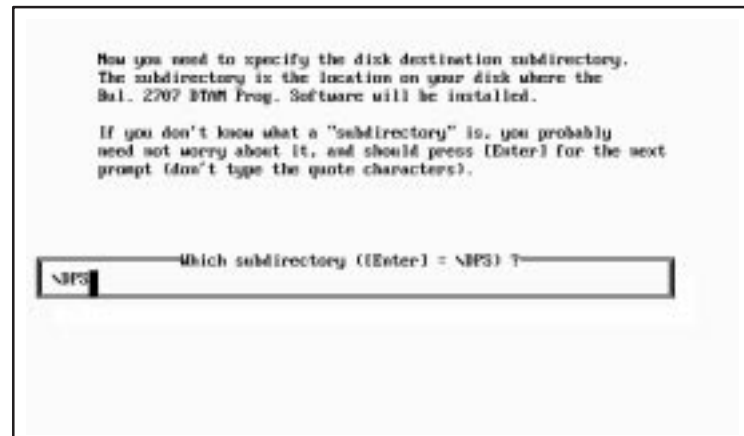 Now you need to specify the disk destination subdirectory.
The subdirectory is the location on your disk where the
Bul. 2707 DTAM Prog. Software will be installed.
If you don't know what a "subdirectory" is, you probably
need not worry about it, and should press [Enter] for the next
prompt (don't type the quote characters).
Which subdirectory ([Enter] = \DPS) ?
\DPS